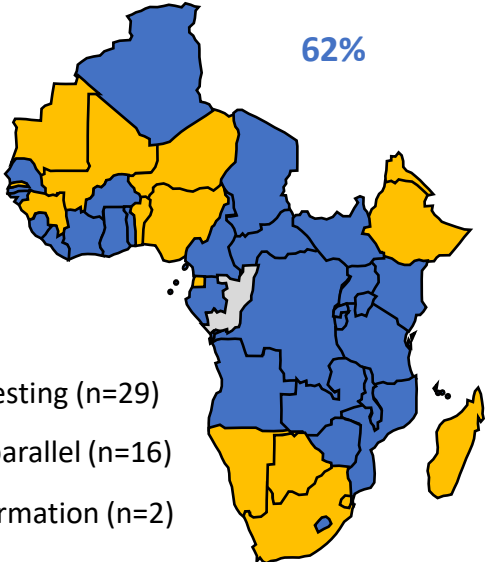 62%
esting (n=29)
parallel (n=16)
rmation (n=2)